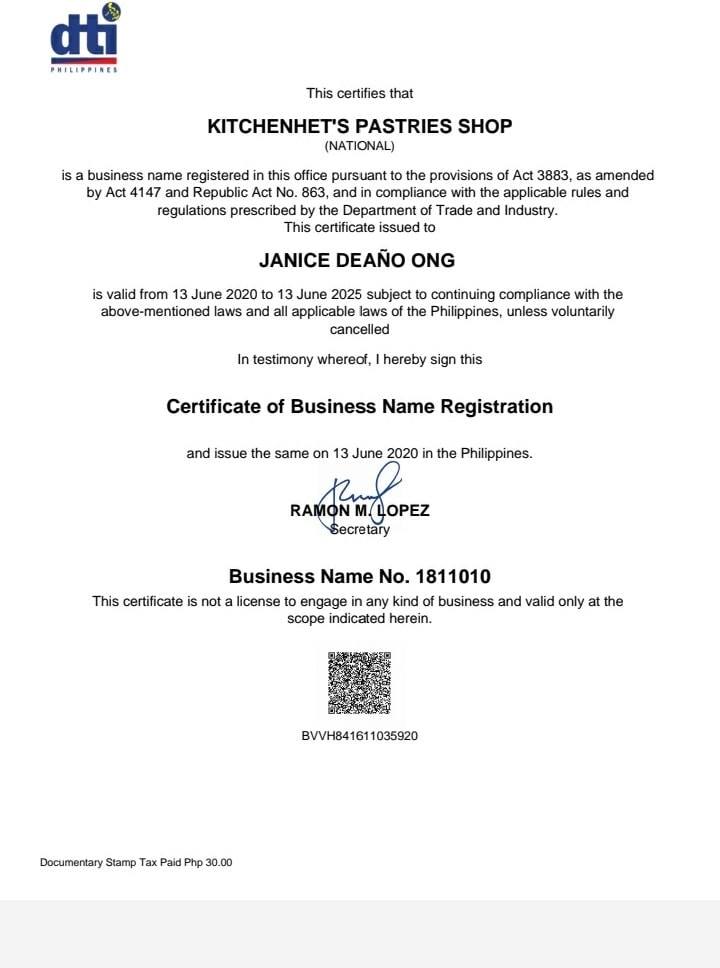 dti
PHILIPPINES
This certifies that
KITCHENHET'S PASTRIES SHOP
(NATIONAL)
is a business name registered in this office pursuant to the provisions of Act 3883, as amended
by Act 4147 and Republic Act No. 863, and in compliance with the applicable rules and
regulations prescribed by the Department of Trade and Industry.
This certificate issued to
JANICE DEAÑO ONG
is valid from 13 June 2020 to 13 June 2025 subject to continuing compliance with the
above-mentioned laws and all applicable laws of the Philippines, unless voluntarily
cancelled
In testimony whereof, I hereby sign this
Certificate of Business Name Registration
and issue the same on 13 June 2020 in the Philippines.
RAMON M. LOPEZ
Secretary
Business Name No. 1811010
This certificate is not a license to engage in any kind of business and valid only at the
scope indicated herein.
BVVH841611035920
Documentary Stamp Tax Paid Php 30.00